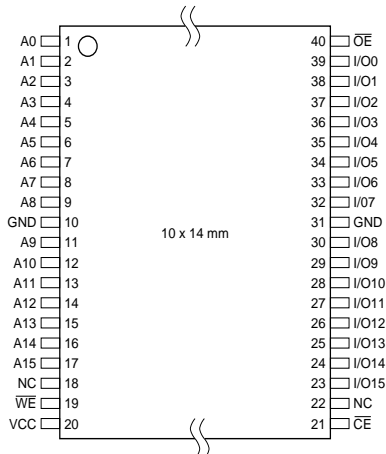 A0 1 40 O̅E̅
A1 2 39 I/O0
A2 3 38 I/O1
A3 4 37 I/O2
A4 5 36 I/O3
A5 6 35 I/O4
A6 7 34 I/O5
A7 8 33 I/O6
A8 9 32 I/07
GND 10 31 GND
A9 11 10 x 14 mm 30 I/O8
A10 12 29 I/O9
A11 13 28 I/O10
A12 14 27 I/O11
A13 15 26 I/O12
A14 16 25 I/O13
A15 17 24 I/O14
NC 18 23 I/O15
W̅E̅ 19 22 NC
VCC 20 21 C̅E̅